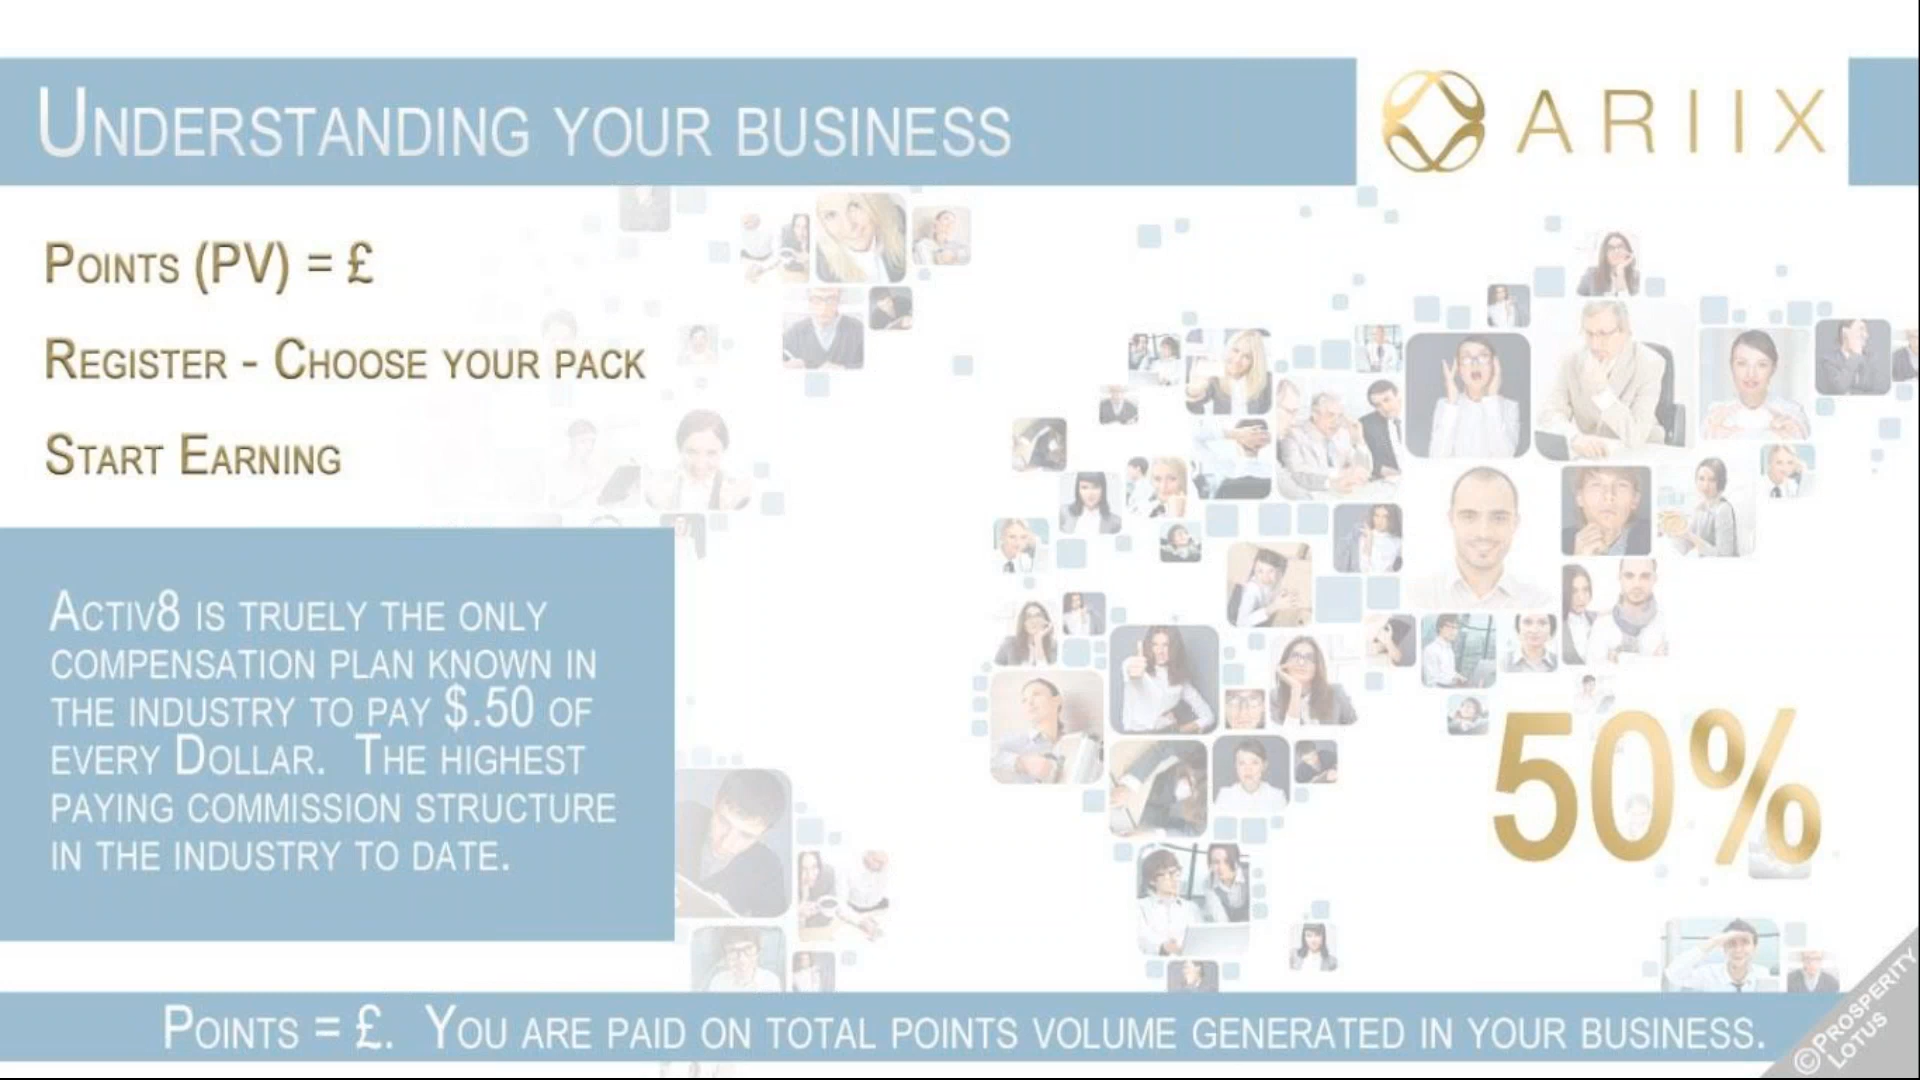 UNDERSTANDING YOUR BUSINESS
ARIIX
POINTS (PV) = £
REGISTER - CHOOSE YOUR PACK
START EARNING
ACTIV8 IS TRUELY THE ONLY
COMPENSATION PLAN KNOWN IN
THE INDUSTRY TO PAY $.50 OF
EVERY DOLLAR. THE HIGHEST
PAYING COMMISSION STRUCTURE
IN THE INDUSTRY TO DATE.
50%
POINTS = £. YOU ARE PAID ON TOTAL POINTS VOLUME GENERATED IN YOUR BUSINESS.
©PROSPERITY
LOTUS